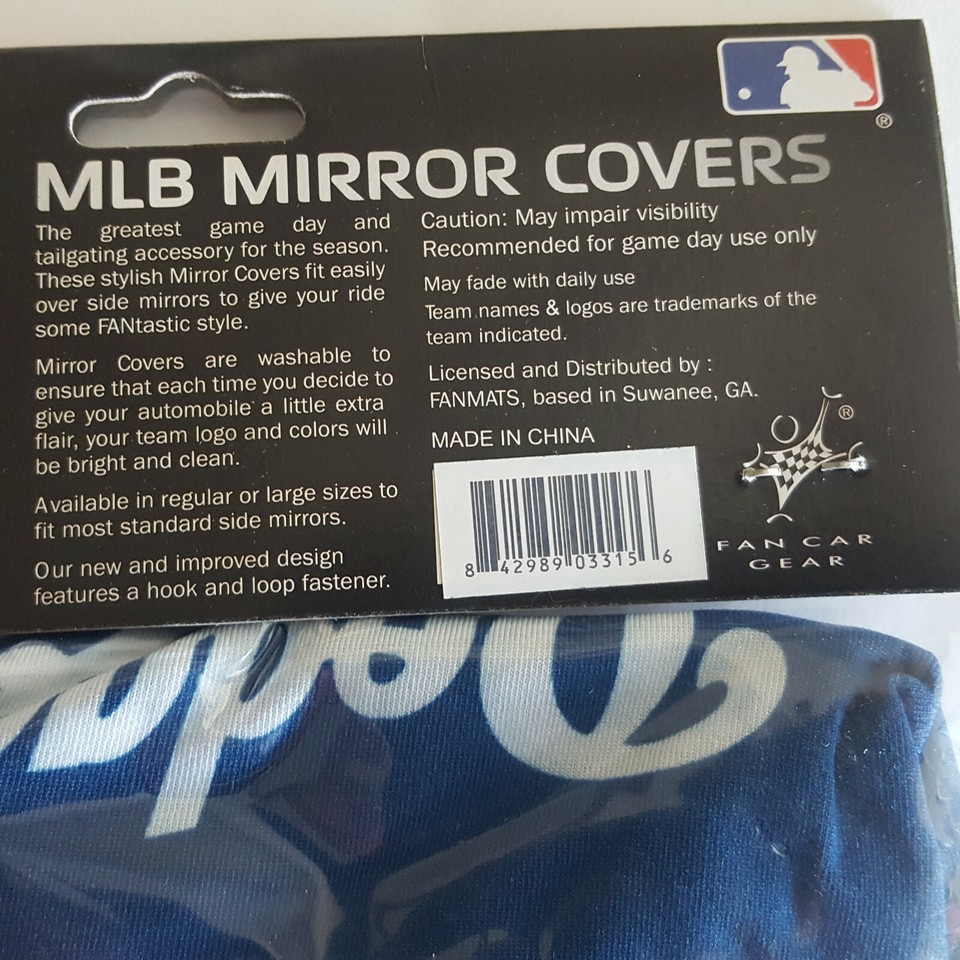 MLB MIRROR COVERS
The greatest game day and
tailgating accessory for the season.
These stylish Mirror Covers fit easily
over side mirrors to give your ride
some FANtastic style.
Mirror Covers are washable to
ensure that each time you decide to
give your automobile a little extra
flair, your team logo and colors will
be bright and clean.
Available in regular or large sizes to
fit most standard side mirrors.
Our new and improved design
features a hook and loop fastener.
®
Caution: May impair visibility
Recommended for game day use only
May fade with daily use
Team names & logos are trademarks of the
team indicated.
Licensed and Distributed by :
FANMATS, based in Suwanee, GA.
MADE IN CHINA
8 42989 03315 6
®
FAN CAR
GEAR